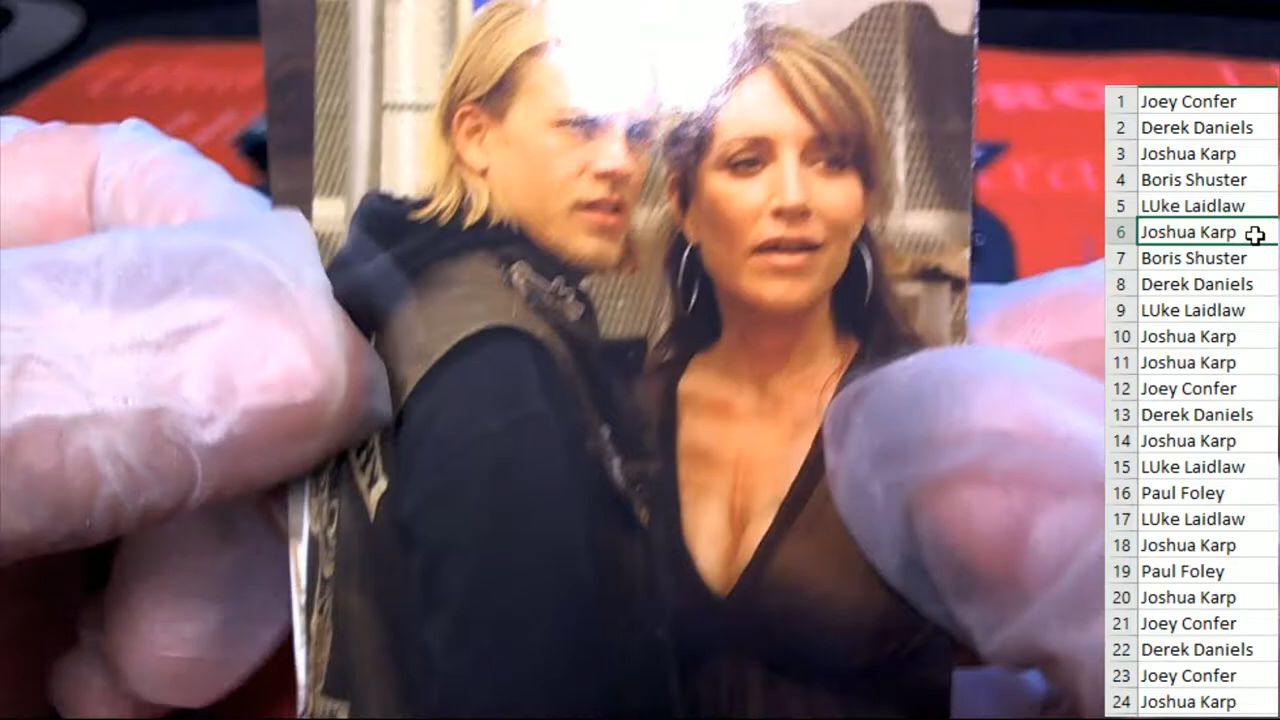 1 Joey Confer
2 Derek Daniels
3 Joshua Karp
4 Boris Shuster
5 LUke Laidlaw
6 Joshua Karp
7 Boris Shuster
8 Derek Daniels
9 LUke Laidlaw
10 Joshua Karp
11 Joshua Karp
12 Joey Confer
13 Derek Daniels
14 Joshua Karp
15 LUke Laidlaw
16 Paul Foley
17 LUke Laidlaw
18 Joshua Karp
19 Paul Foley
20 Joshua Karp
21 Joey Confer
22 Derek Daniels
23 Joey Confer
24 Joshua Karp